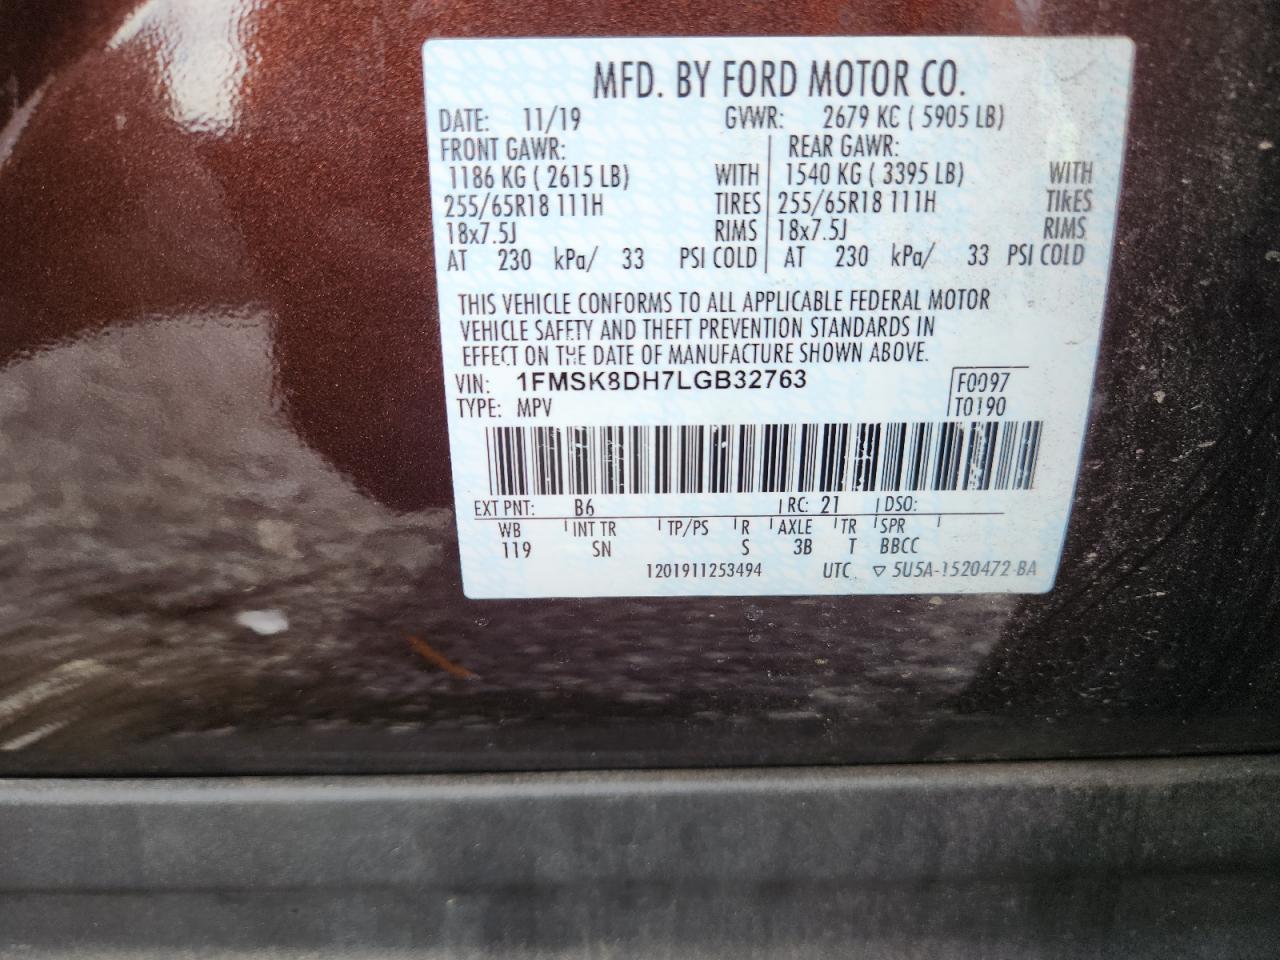 MFD. BY FORD MOTOR CO.
DATE: 11/19 GVWR: 2679 KG ( 5905 LB)
FRONT GAWR: REAR GAWR:
1186 KG ( 2615 LB) WITH 1540 KG ( 3395 LB) WITH
255/65R18 111H TIRES 255/65R18 111H TIRES
18x7.5J RIMS 18x7.5J RIMS
AT 230 kPa/ 33 PSI COLD AT 230 kPa/ 33 PSI COLD
THIS VEHICLE CONFORMS TO ALL APPLICABLE FEDERAL MOTOR
VEHICLE SAFETY AND THEFT PREVENTION STANDARDS IN
EFFECT ON THE DATE OF MANUFACTURE SHOWN ABOVE.
VIN: 1FMSK8DH7LGB32763 F0097
TYPE: MPV T0190
EXT PNT: B6 RC: 21 DSO:
WB INT TR TP/PS R AXLE TR SPR
119 SN S 3B T BBCC
1201911253494 UTC ▽ 5U5A-1520472-BA